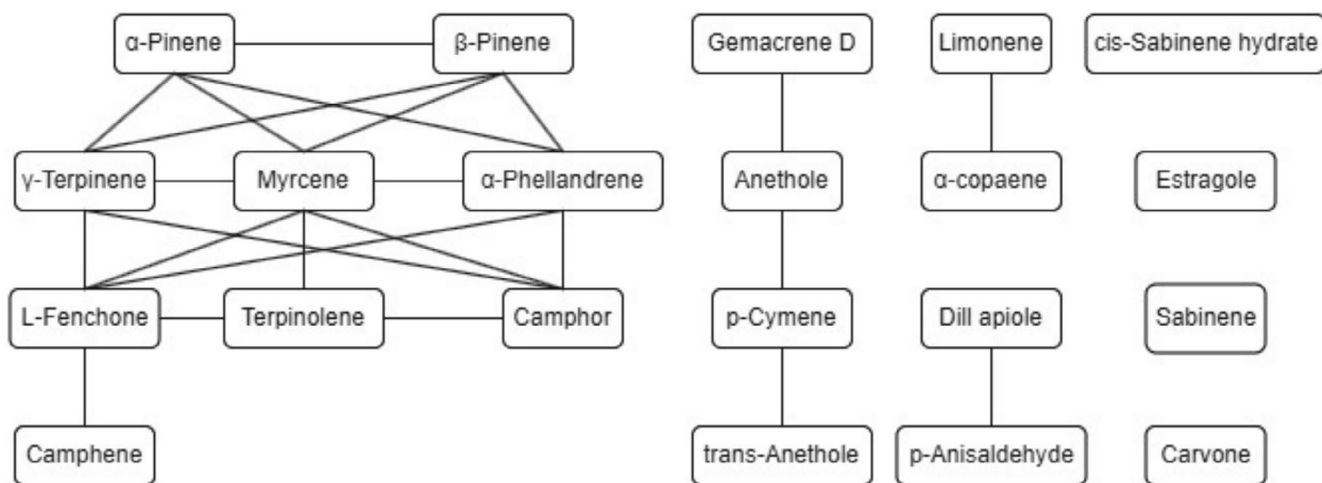 α-Pinene
β-Pinene
Gemacrene D
Limonene
cis-Sabinene hydrate
γ-Terpinene
Myrcene
α-Phellandrene
Anethole
α-copaene
Estragole
L-Fenchone
Terpinolene
Camphor
p-Cymene
Dill apiole
Sabinene
Camphene
trans-Anethole
p-Anisaldehyde
Carvone